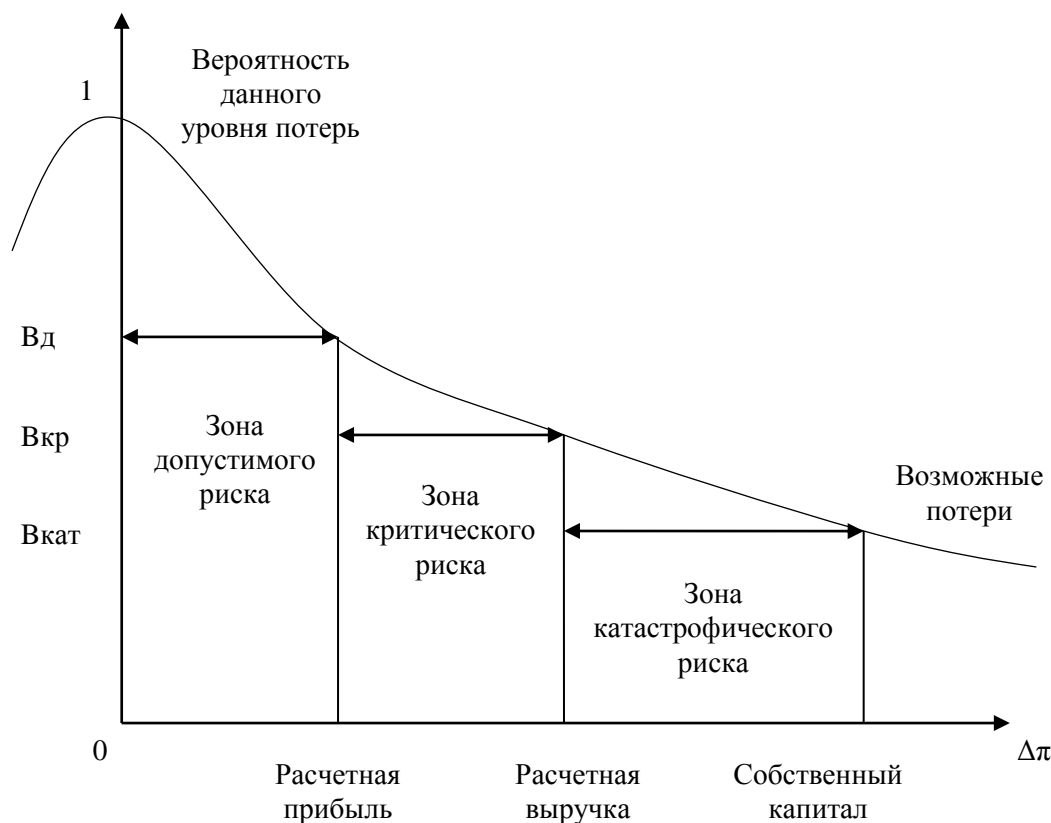 Вероятность
данного
уровня потерь
1
Вд
Вкр
Вкат
Зона
допустимого
риска
Зона
критического
риска
Зона
катастрофического
риска
Возможные
потери
0
Δπ
Расчетная
прибыль
Расчетная
выручка
Собственный
капитал